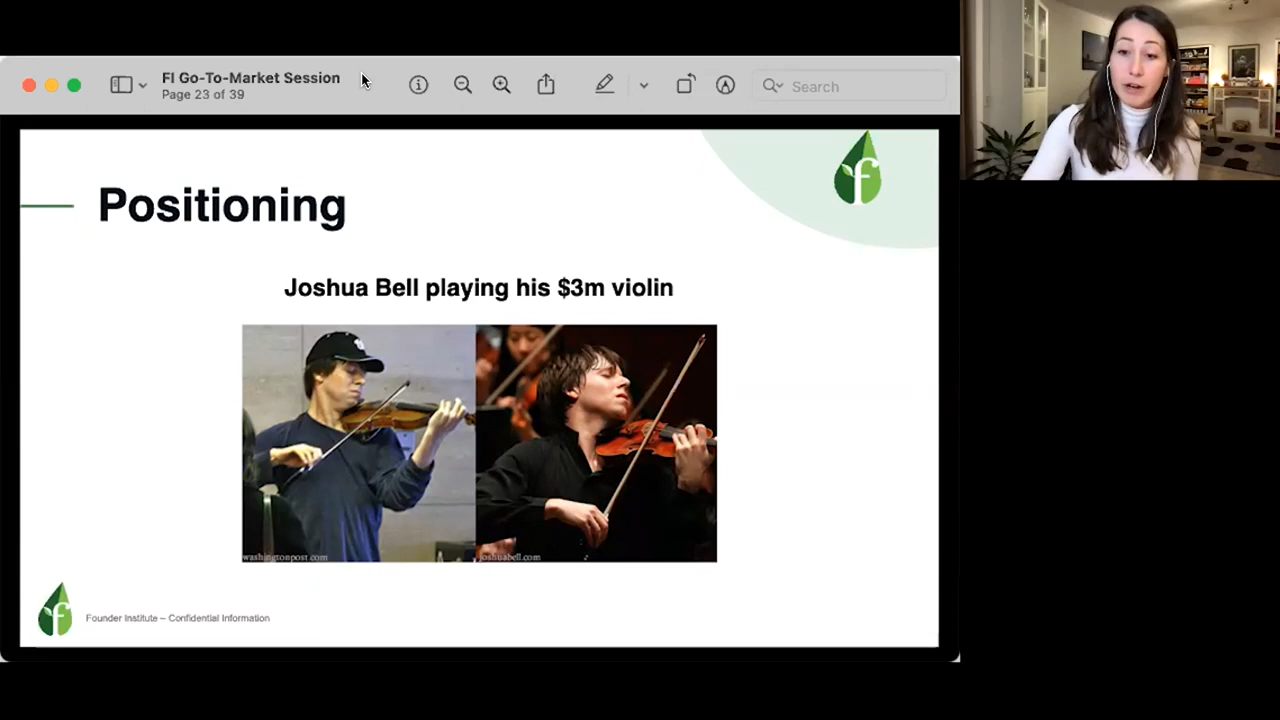 FI Go-To-Market Session
Page 23 of 39
Search
Positioning
Joshua Bell playing his $3m violin
washingtonpost.com
joshuabell.com
Founder Institute – Confidential Information